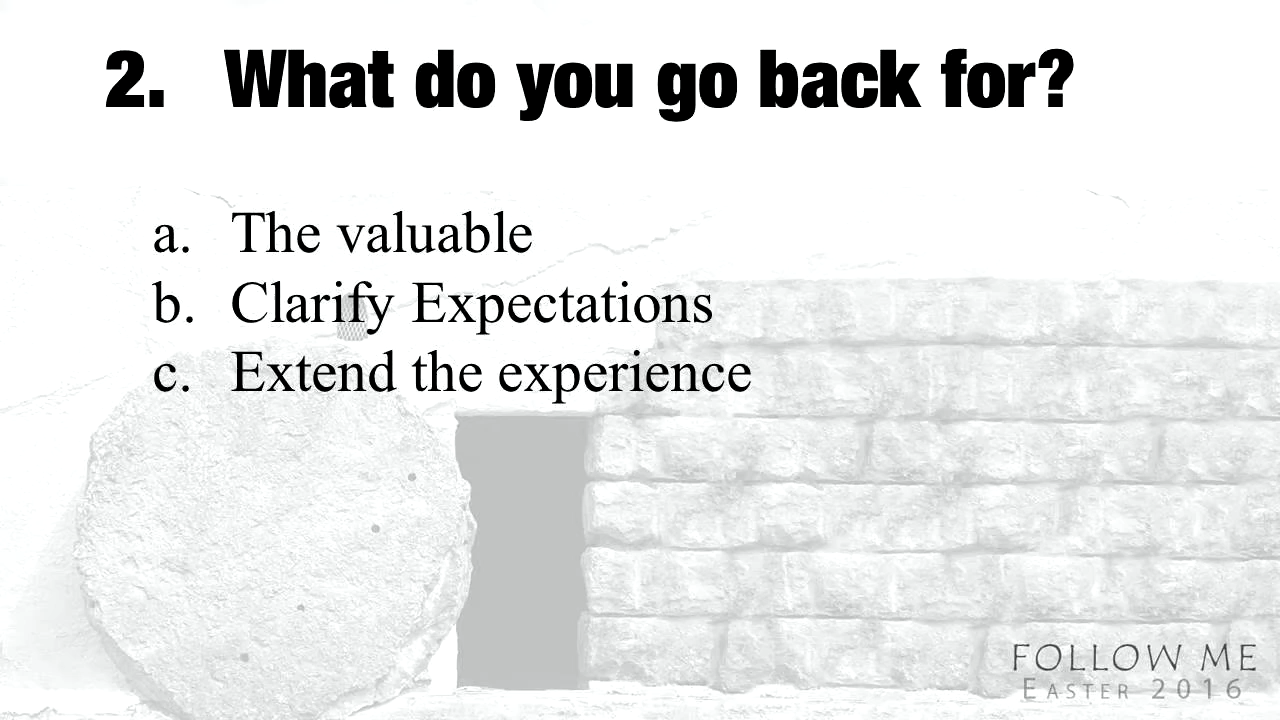 2. What do you go back for?
a. The valuable
b. Clarify Expectations
c. Extend the experience
FOLLOW ME
EASTER 2016